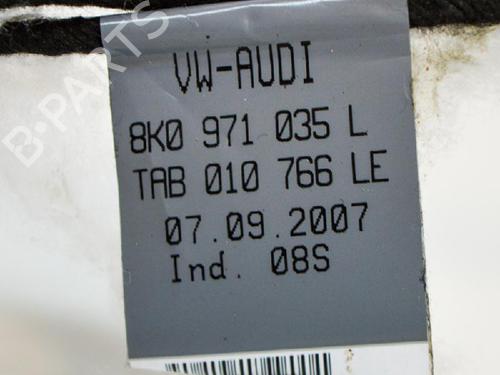 VW-AUDI
8K0 971 035 L
TAB 010 766 LE
07.09.2007
Ind. 08S
B-PARTS